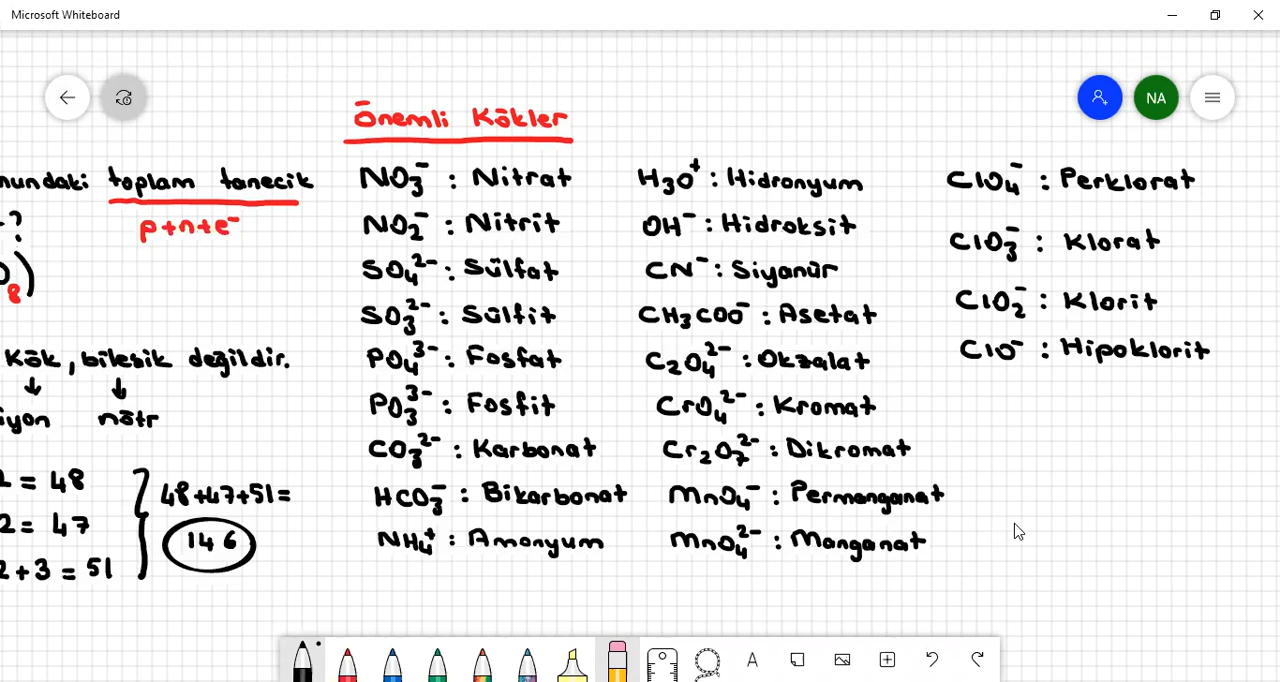 Microsoft Whiteboard
NA
Önemli Kökler
toplam tanecik
p+n+e⁻
?
8
Kök, bileşik değildir.
iyon nötr
= 48
2 = 47
2 + 3 = 51
48+47+51=
146
NO₃⁻ : Nitrat
NO₂⁻ : Nitrit
SO₄²⁻ : Sülfat
SO₃²⁻ : Sülfit
PO₄³⁻ : Fosfat
PO₃³⁻ : Fosfit
CO₃²⁻ : Karbonat
HCO₃⁻ : Bikarbonat
NH₄⁺ : Amonyum
H₃O⁺ : Hidronyum
OH⁻ : Hidroksit
CN⁻ : Siyanür
CH₃COO⁻ : Asetat
C₂O₄²⁻ : Okzalat
CrO₄²⁻ : Kromat
Cr₂O₇²⁻ : Dikromat
MnO₄⁻ : Permanganat
MnO₄²⁻ : Manganat
ClO₄⁻ : Perklorat
ClO₃⁻ : Klorat
ClO₂⁻ : Klorit
ClO⁻ : Hipoklorit
A